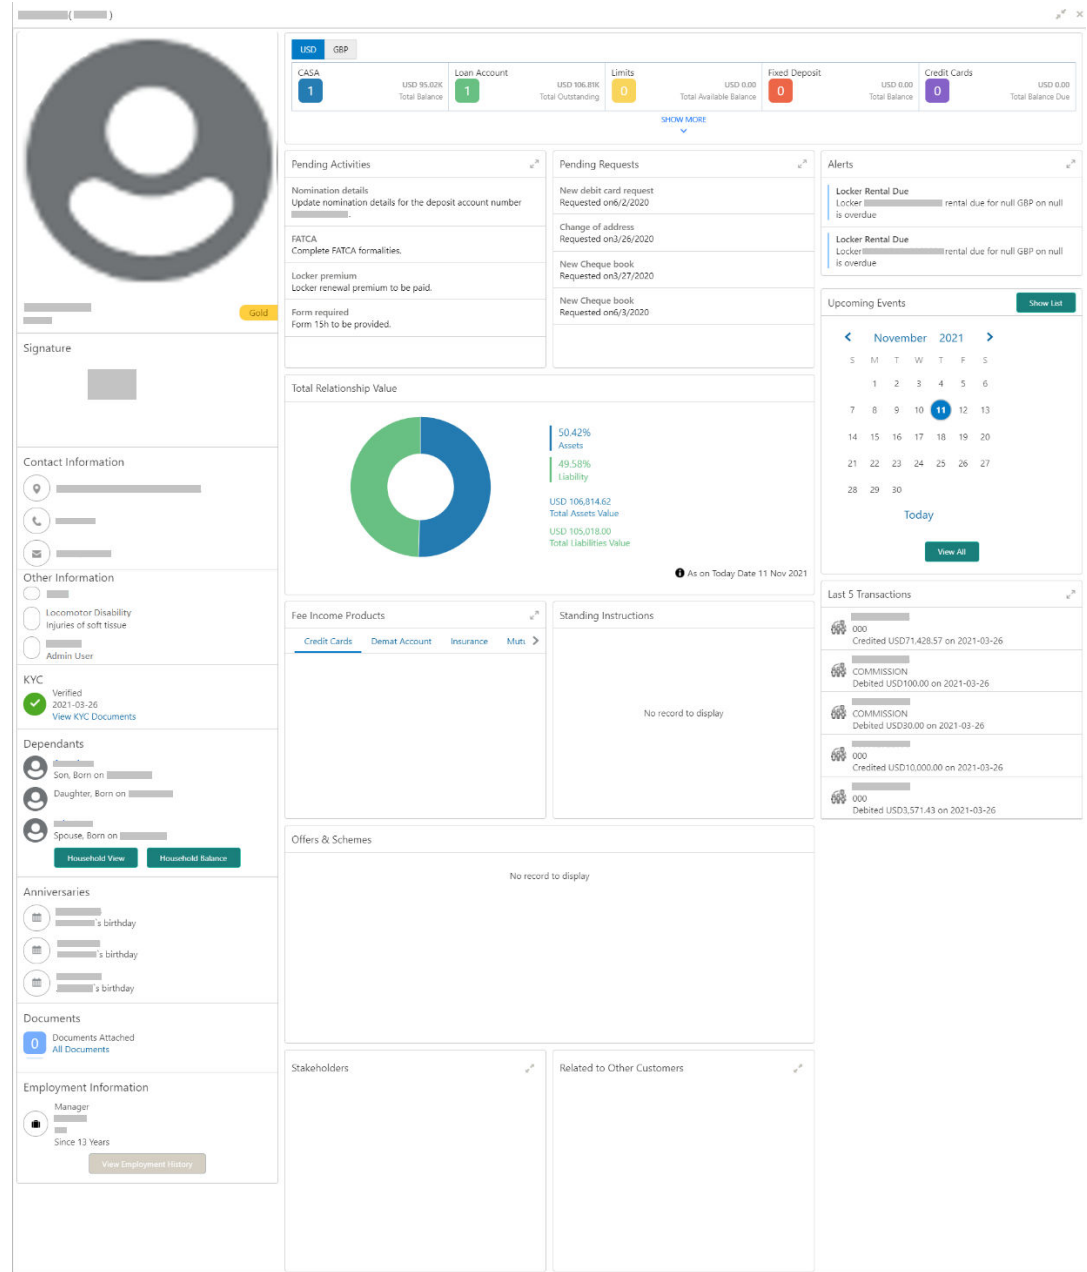 ( )
Gold
Signature
Contact Information
Other Information
Locomotor Disability
Injuries of soft tissue
Admin User
KYC
Verified
2021-03-26
View KYC Documents
Dependants
Son, Born on
Daughter, Born on
Spouse, Born on
Household View Household Balance
Anniversaries
's birthday
's birthday
's birthday
Documents
0
Documents Attached
All Documents
Employment Information
Manager
Since 13 Years
View Employment History
USD GBP
CASA
1
USD 95.02K
Total Balance
Loan Account
1
USD 106.81K
Total Outstanding
Limits
0
USD 0.00
Total Available Balance
Fixed Deposit
0
USD 0.00
Total Balance
Credit Cards
0
USD 0.00
Total Balance Due
SHOW MORE
Pending Activities
Nomination details
Update nomination details for the deposit account number
.
FATCA
Complete FATCA formalities.
Locker premium
Locker renewal premium to be paid.
Form required
Form 15h to be provided.
Pending Requests
New debit card request
Requested on6/2/2020
Change of address
Requested on3/26/2020
New Cheque book
Requested on3/27/2020
New Cheque book
Requested on6/3/2020
Alerts
Locker Rental Due
Locker rental due for null GBP on null
is overdue
Locker Rental Due
Locker rental due for null GBP on null
is overdue
Upcoming Events
Show List
November 2021
S M T W T F S
1 2 3 4 5 6
7 8 9 10 11 12 13
14 15 16 17 18 19 20
21 22 23 24 25 26 27
28 29 30
Today
View All
Total Relationship Value
50.42%
Assets
49.58%
Liability
USD 106,814.62
Total Assets Value
USD 105,018.00
Total Liabilities Value
As on Today Date 11 Nov 2021
Fee Income Products
Credit Cards Demat Account Insurance Mutu
Standing Instructions
No record to display
Last 5 Transactions
000
Credited USD71,428.57 on 2021-03-26
COMMISSION
Debited USD100.00 on 2021-03-26
COMMISSION
Debited USD30.00 on 2021-03-26
000
Credited USD10,000.00 on 2021-03-26
000
Debited USD3,571.43 on 2021-03-26
Offers & Schemes
No record to display
Stakeholders
Related to Other Customers